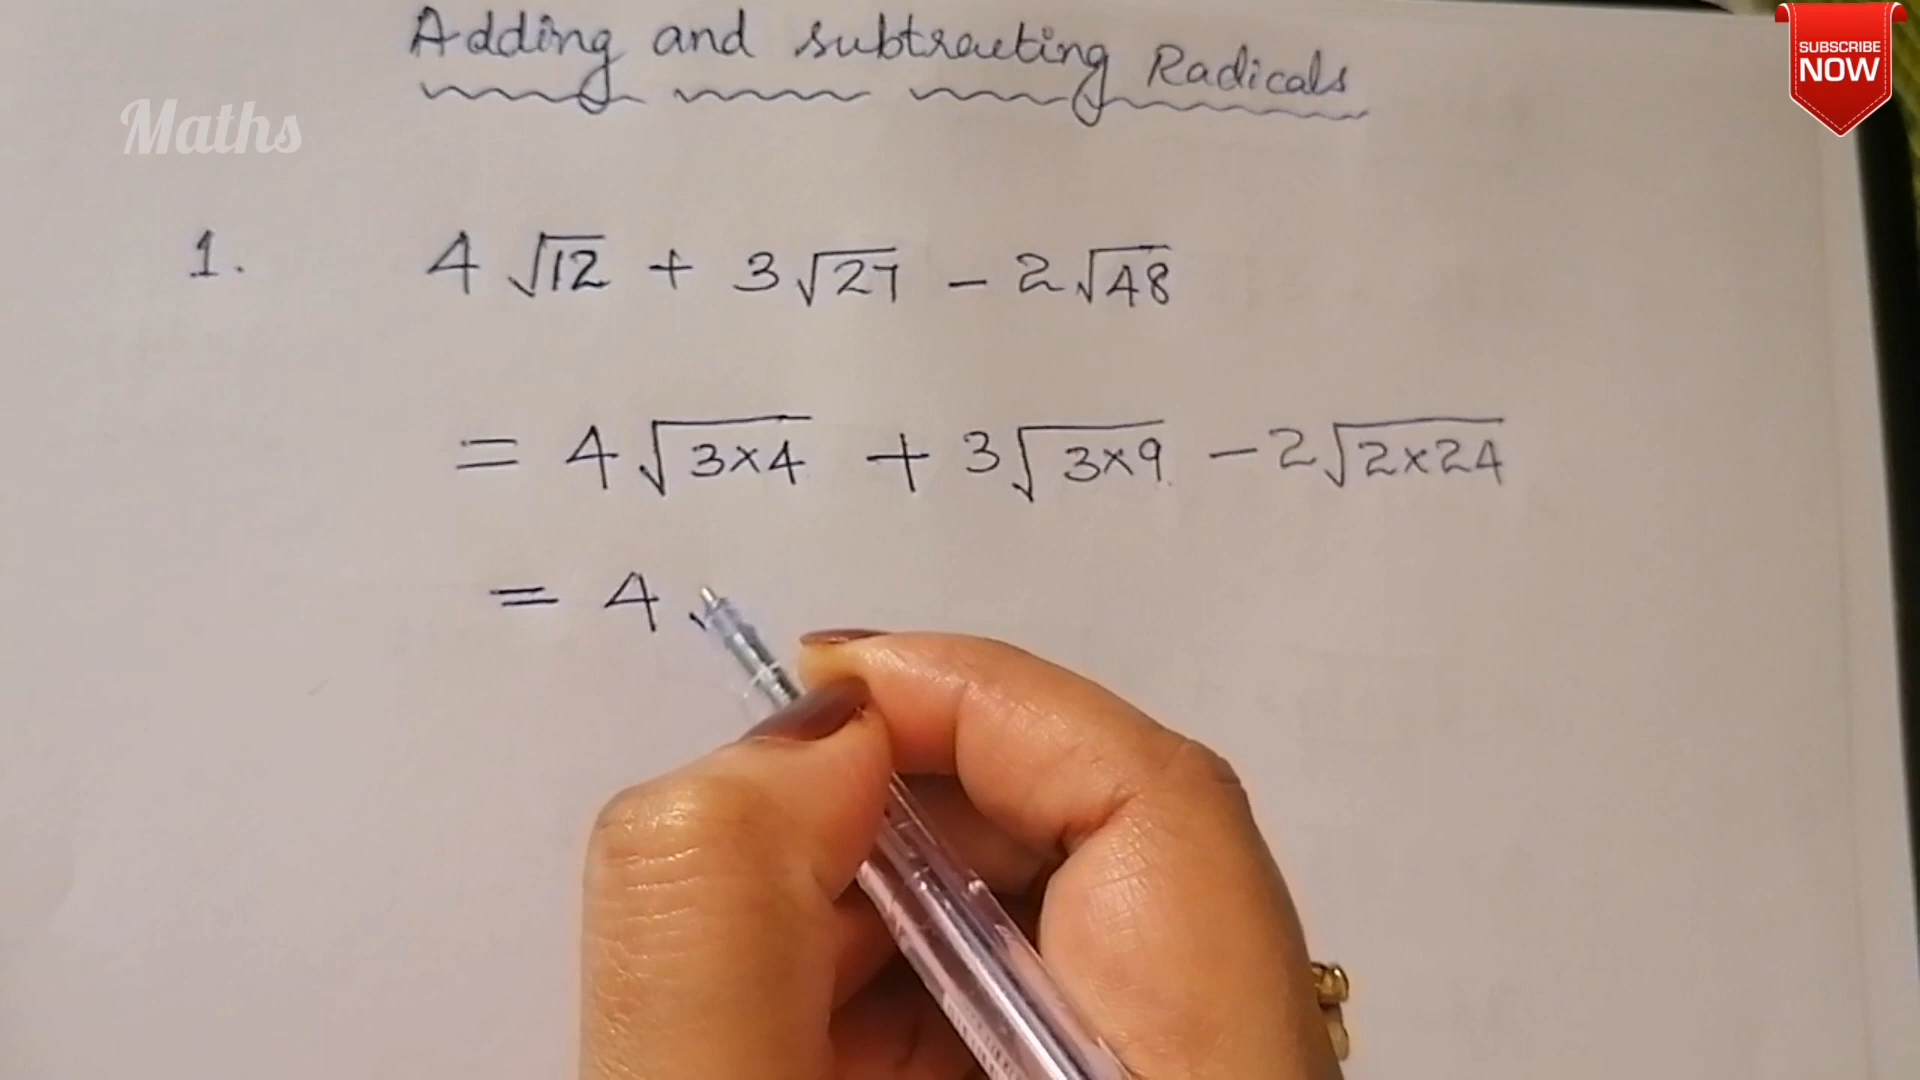 Adding and subtracting Radicals
SUBSCRIBE
NOW
Maths
1. 4√12 + 3√27 - 2√48
= 4√3×4 + 3√3×9 - 2√2×24
= 4